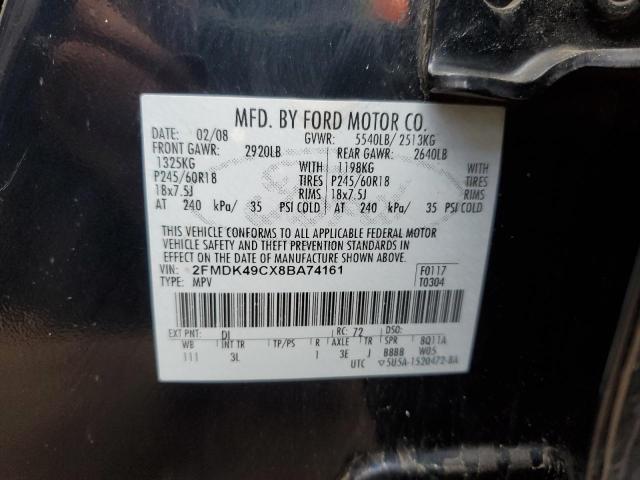 MFD. BY FORD MOTOR CO.
DATE: 02/08 GVWR: 5540LB/ 2513KG
FRONT GAWR: 2920LB REAR GAWR: 2640LB
1325KG WITH 1198KG WITH
P245/60R18 TIRES P245/60R18 TIRES
18x7.5J RIMS 18x7.5J RIMS
AT 240 kPa/ 35 PSI COLD AT 240 kPa/ 35 PSI COLD
THIS VEHICLE CONFORMS TO ALL APPLICABLE FEDERAL MOTOR
VEHICLE SAFETY AND THEFT PREVENTION STANDARDS IN
EFFECT ON THE DATE OF MANUFACTURE SHOWN ABOVE.
VIN: 2FMDK49CX8BA74161 F0117
TYPE: MPV T0304
EXT PNT: DI RC: 72 DSO:
WB INT TR TP/PS R AXLE TR SPR 8Q11A
111 3L 1 3E J BBBB W05
UTC ▽5U5A-1520472-BA